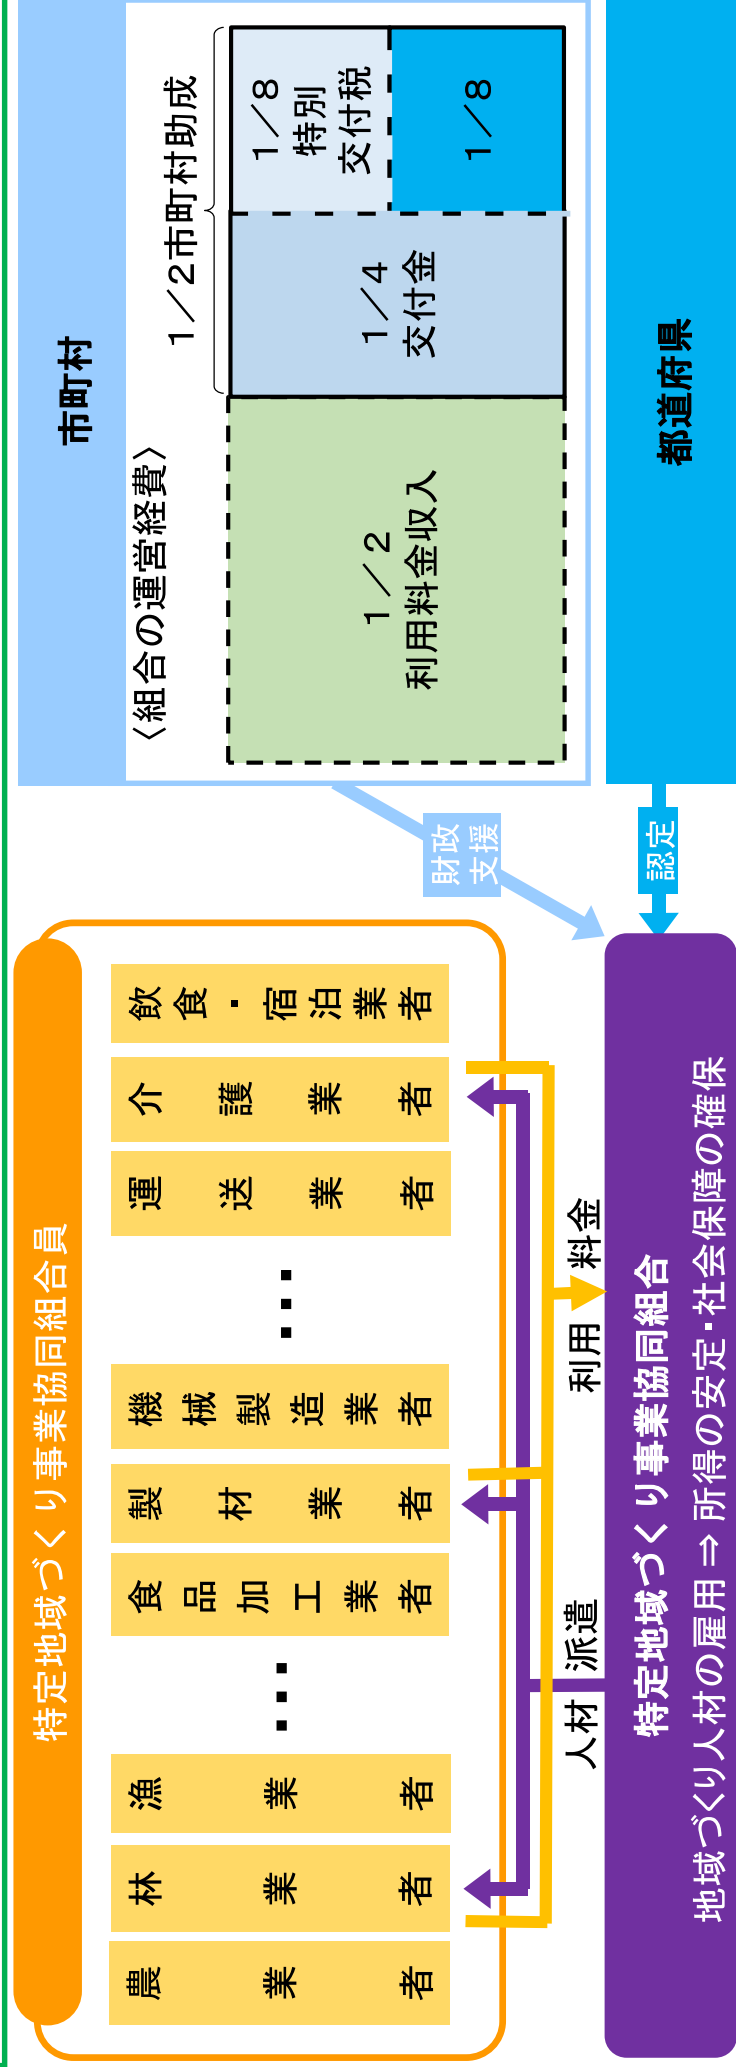 特定地域づくり事業協同組合員
農業者
林業者
漁業者
・・・
食品加工業者
製材業者
機械製造業者
・・・
運送業者
介護業者
飲食・宿泊業者
人材派遣
利用料金
特定地域づくり事業協同組合
地域づくり人材の雇用⇒所得の安定・社会保障の確保
財政
支援
認定
市町村
〈組合の運営経費〉
1/2市町村助成
1/2
利用料金収入
1/4
交付金
1/8
特別
交付税
1/8
都道府県